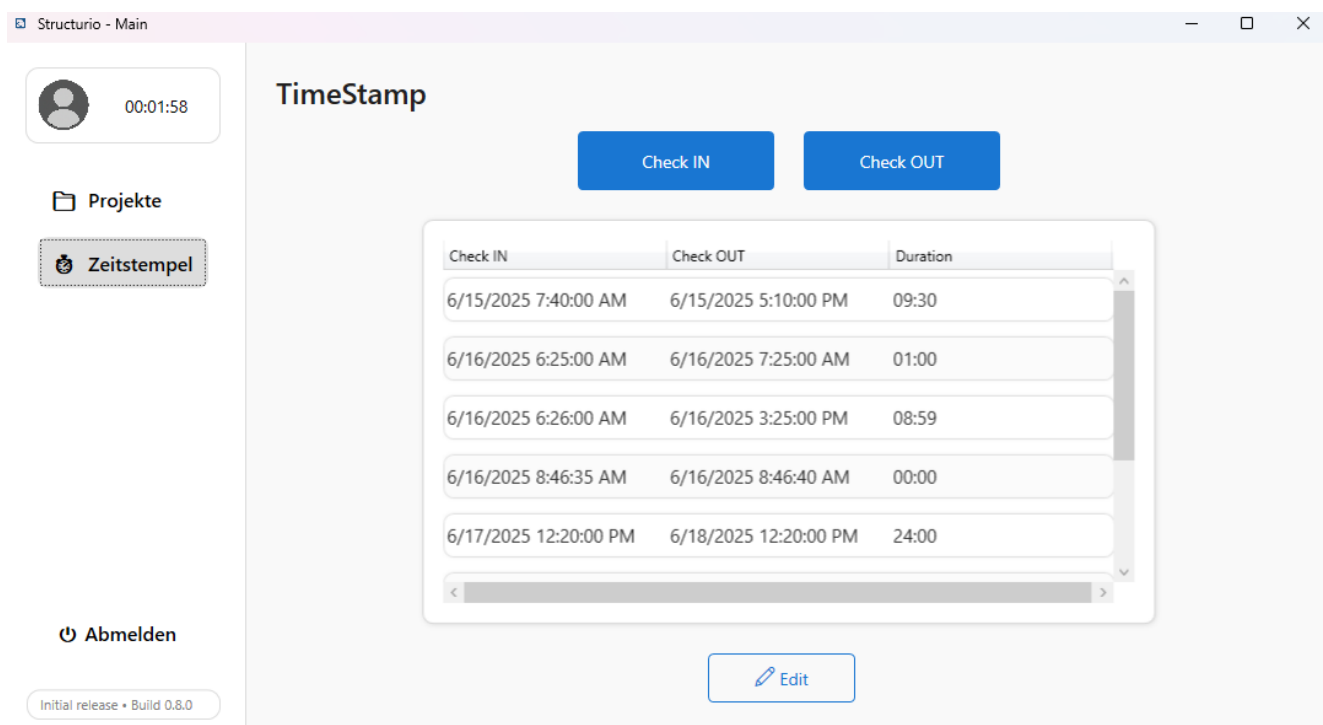 Structurio - Main
00:01:58
Projekte
Zeitstempel
Abmelden
Initial release • Build 0.8.0
TimeStamp
Check IN Check OUT
Check IN Check OUT Duration
6/15/2025 7:40:00 AM 6/15/2025 5:10:00 PM 09:30
6/16/2025 6:25:00 AM 6/16/2025 7:25:00 AM 01:00
6/16/2025 6:26:00 AM 6/16/2025 3:25:00 PM 08:59
6/16/2025 8:46:35 AM 6/16/2025 8:46:40 AM 00:00
6/17/2025 12:20:00 PM 6/18/2025 12:20:00 PM 24:00
Edit